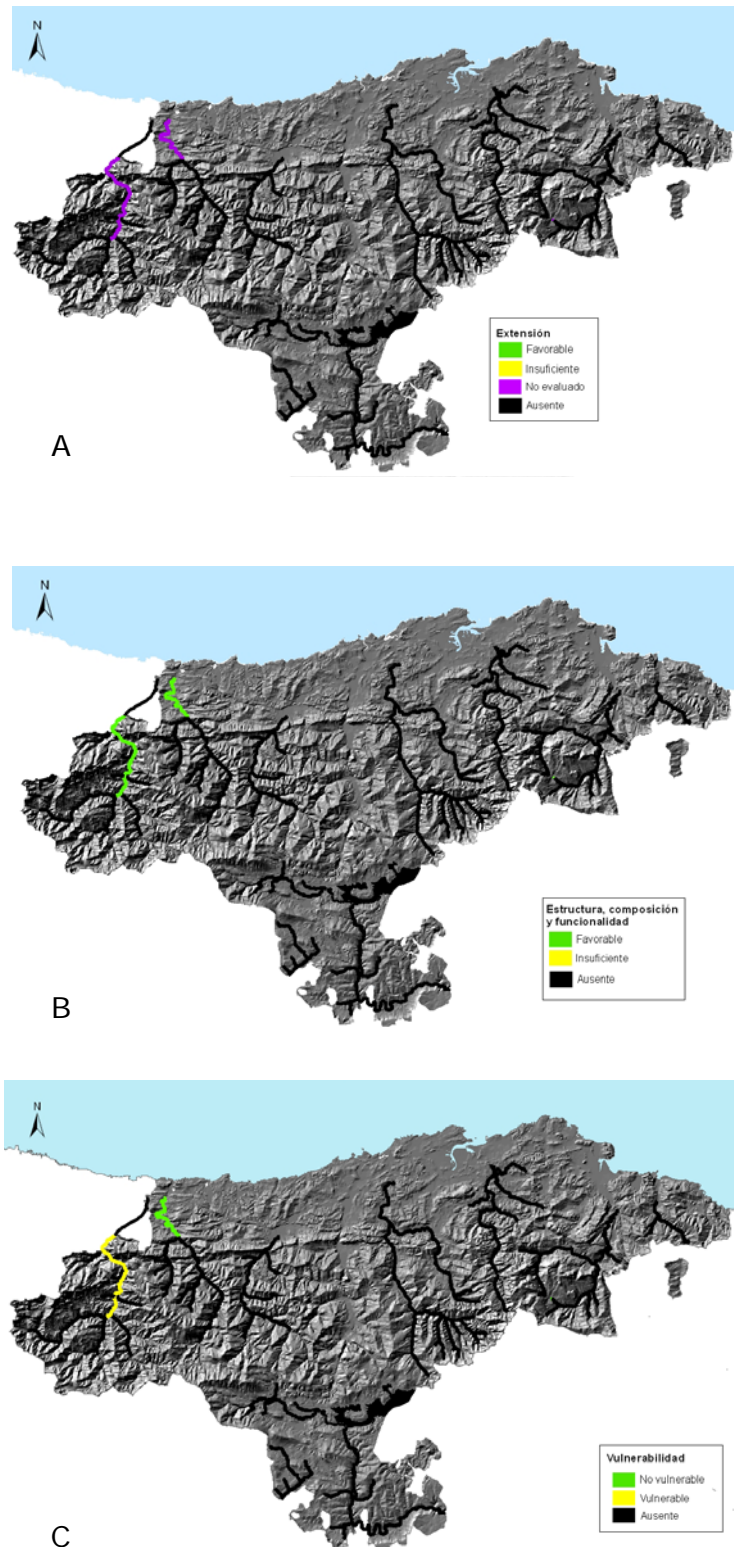 N
Extensión
Favorable
Insuficiente
No evaluado
Ausente
A
N
Estructura, composición
y funcionalidad
Favorable
Insuficiente
Ausente
B
N
Vulnerabilidad
No vulnerable
Vulnerable
Ausente
C